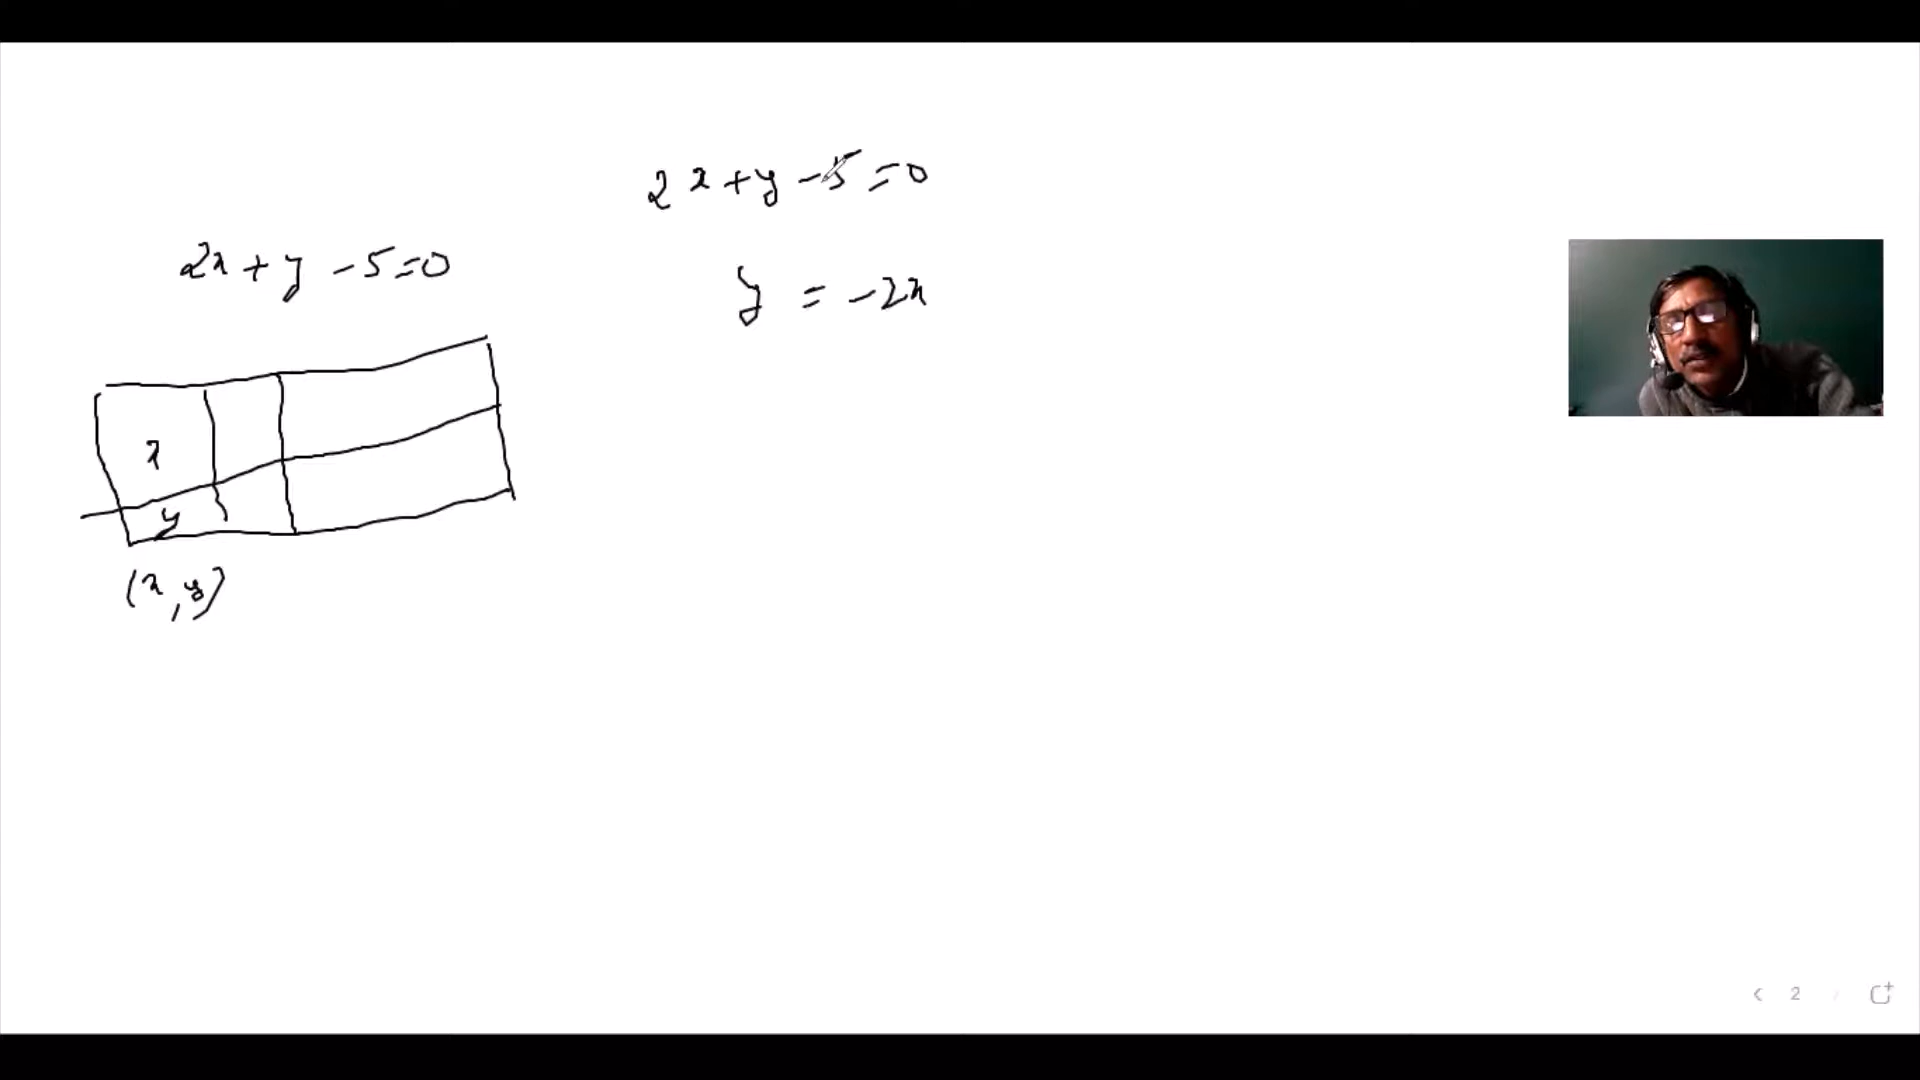 2x + y - 5 = 0
2x + y - 5 = 0
y = -2x
x
y
(x, y)
2